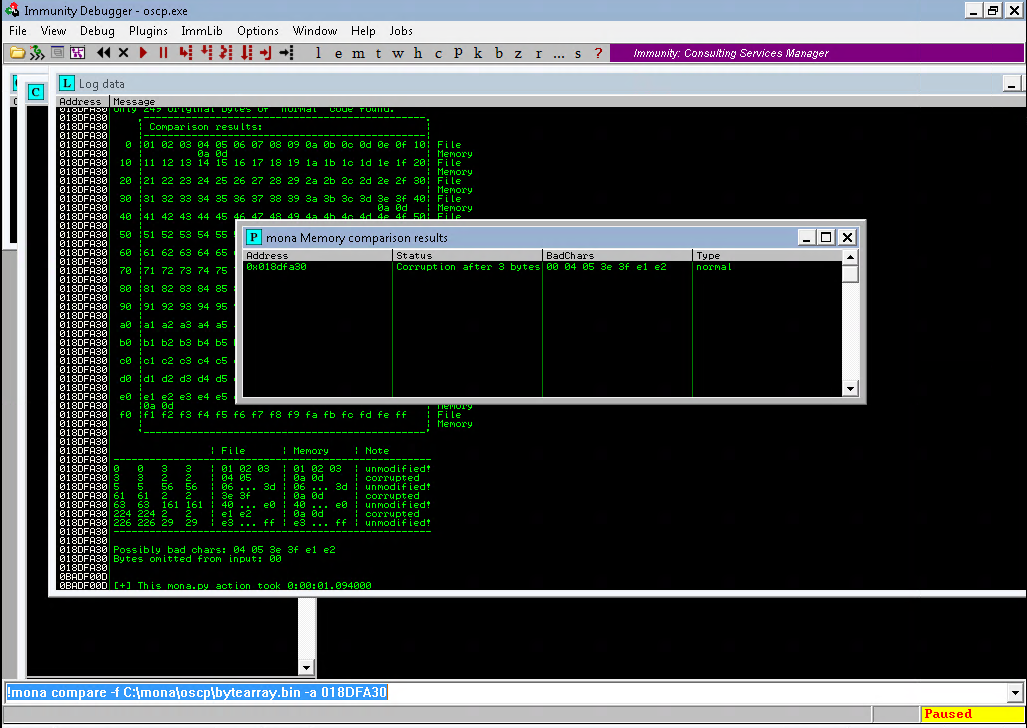 Immunity Debugger - oscp.exe
File View Debug Plugins ImmLib Options Window Help Jobs
l e m t w h c P k b z r ... s ?
Immunity: Consulting Services Manager
C
L Log data
Address Message
018DFA30 Only 249 original bytes of 'normal' code found.
018DFA30
018DFA30 Comparison results:
018DFA30
018DFA30 0 01 02 03 04 05 06 07 08 09 0a 0b 0c 0d 0e 0f 10 File
018DFA30 0a 0d Memory
018DFA30 10 11 12 13 14 15 16 17 18 19 1a 1b 1c 1d 1e 1f 20 File
018DFA30 Memory
018DFA30 20 21 22 23 24 25 26 27 28 29 2a 2b 2c 2d 2e 2f 30 File
018DFA30 Memory
018DFA30 30 31 32 33 34 35 36 37 38 39 3a 3b 3c 3d 3e 3f 40 File
018DFA30 0a 0d Memory
018DFA30 40 41 42 43 44 45 46 47 48 49 4a 4b 4c 4d 4e 4f 50 File
018DFA30
018DFA30 50 51 52 53 54 55
018DFA30
018DFA30 60 61 62 63 64 65
018DFA30
018DFA30 70 71 72 73 74 75
018DFA30
018DFA30 80 81 82 83 84 85
018DFA30
018DFA30 90 91 92 93 94 95
018DFA30
018DFA30 a0 a1 a2 a3 a4 a5
018DFA30
018DFA30 b0 b1 b2 b3 b4 b5
018DFA30
018DFA30 c0 c1 c2 c3 c4 c5
018DFA30
018DFA30 d0 d1 d2 d3 d4 d5
018DFA30
018DFA30 e0 e1 e2 e3 e4 e5
018DFA30 0a 0d Memory
018DFA30 f0 f1 f2 f3 f4 f5 f6 f7 f8 f9 fa fb fc fd fe ff File
018DFA30 Memory
018DFA30
018DFA30
018DFA30 | File | Memory | Note
018DFA30
018DFA30 0 0 3 3 | 01 02 03 | 01 02 03 | unmodified!
018DFA30 3 3 2 2 | 04 05 | 0a 0d | corrupted
018DFA30 5 5 56 56 | 06 ... 3d | 06 ... 3d | unmodified!
018DFA30 61 61 2 2 | 3e 3f | 0a 0d | corrupted
018DFA30 63 63 161 161 | 40 ... e0 | 40 ... e0 | unmodified!
018DFA30 224 224 2 2 | e1 e2 | 0a 0d | corrupted
018DFA30 226 226 29 29 | e3 ... ff | e3 ... ff | unmodified!
018DFA30
018DFA30
018DFA30 Possibly bad chars: 04 05 3e 3f e1 e2
018DFA30 Bytes omitted from input: 00
018DFA30
0BADF00D
0BADF00D [+] This mona.py action took 0:00:01.094000
P mona Memory comparison results
Address Status BadChars Type
0x018dfa30 Corruption after 3 bytes 00 04 05 3e 3f e1 e2 normal
!mona compare -f C:\mona\oscp\bytearray.bin -a 018DFA30
Paused